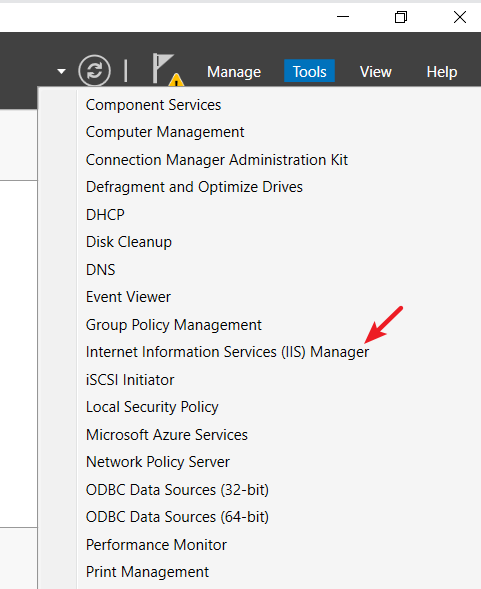 Manage Tools View Help
Component Services
Computer Management
Connection Manager Administration Kit
Defragment and Optimize Drives
DHCP
Disk Cleanup
DNS
Event Viewer
Group Policy Management
Internet Information Services (IIS) Manager
iSCSI Initiator
Local Security Policy
Microsoft Azure Services
Network Policy Server
ODBC Data Sources (32-bit)
ODBC Data Sources (64-bit)
Performance Monitor
Print Management